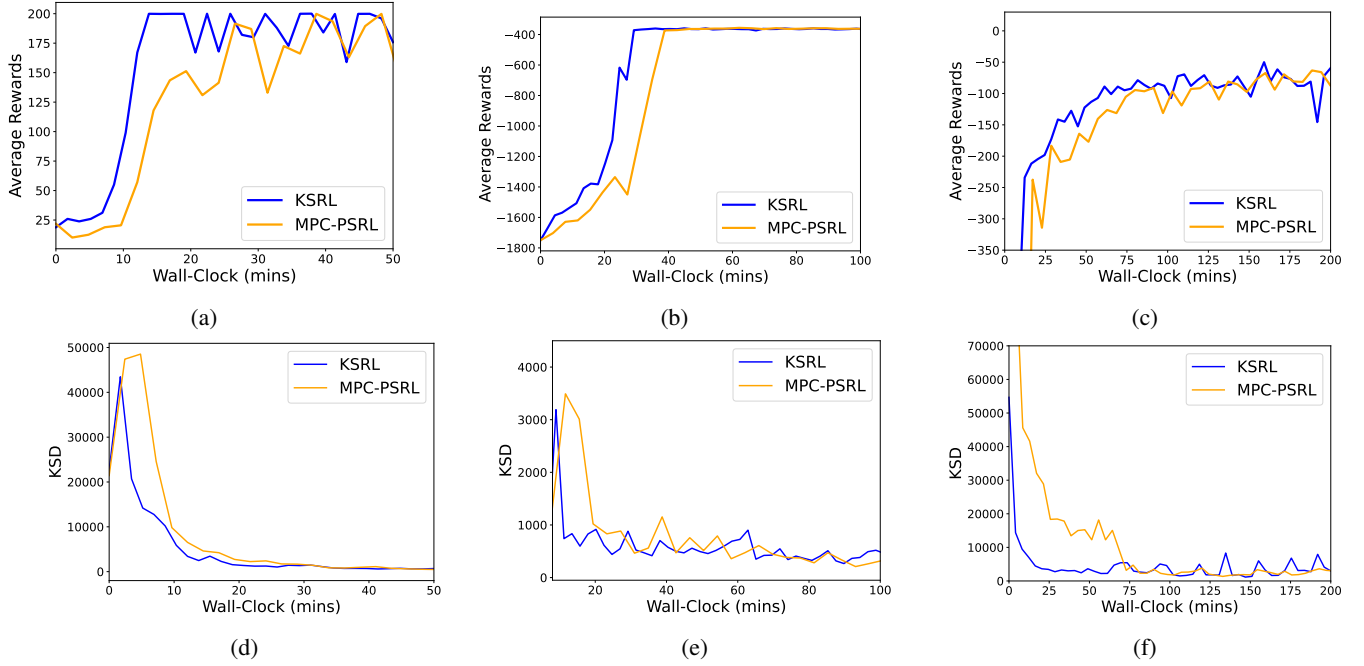 200
175
150
125
100
75
50
25
Average Rewards
KSRL
MPC-PSRL
0 10 20 30 40 50
Wall-Clock (mins)
(a)
−400
−600
−800
−1000
−1200
−1400
−1600
−1800
Average Rewards
KSRL
MPC-PSRL
0 20 40 60 80 100
Wall-Clock (mins)
(b)
0
−50
−100
−150
−200
−250
−300
−350
Average Rewards
KSRL
MPC-PSRL
0 25 50 75 100 125 150 175 200
Wall-Clock (mins)
(c)
50000
40000
30000
20000
10000
0
KSD
KSRL
MPC-PSRL
0 10 20 30 40 50
Wall-Clock (mins)
(d)
4000
3000
2000
1000
0
KSD
KSRL
MPC-PSRL
20 40 60 80 100
Wall-Clock (mins)
(e)
70000
60000
50000
40000
30000
20000
10000
0
KSD
KSRL
MPC-PSRL
0 25 50 75 100 125 150 175 200
Wall-Clock (mins)
(f)